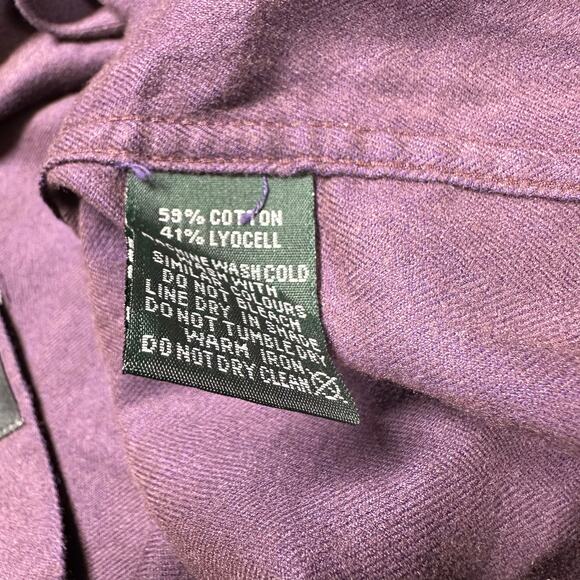 59% COTTON
41% LYOCELL
MACHINE WASH COLD
SIMILAR WITH
COLOURS
DO NOT BLEACH
LINE DRY IN SHADE
DO NOT TUMBLE DRY
WARM IRON
DO NOT DRY CLEAN